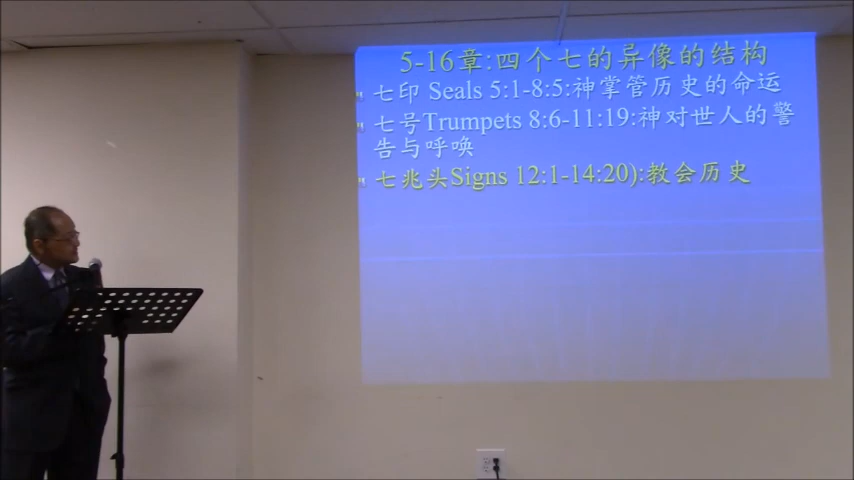 5-16章:四个七的异像的结构
七印 Seals 5:1-8:5:神掌管历史的命运
七号Trumpets 8:6-11:19:神对世人的警
告与呼唤
七兆头Signs 12:1-14:20):教会历史